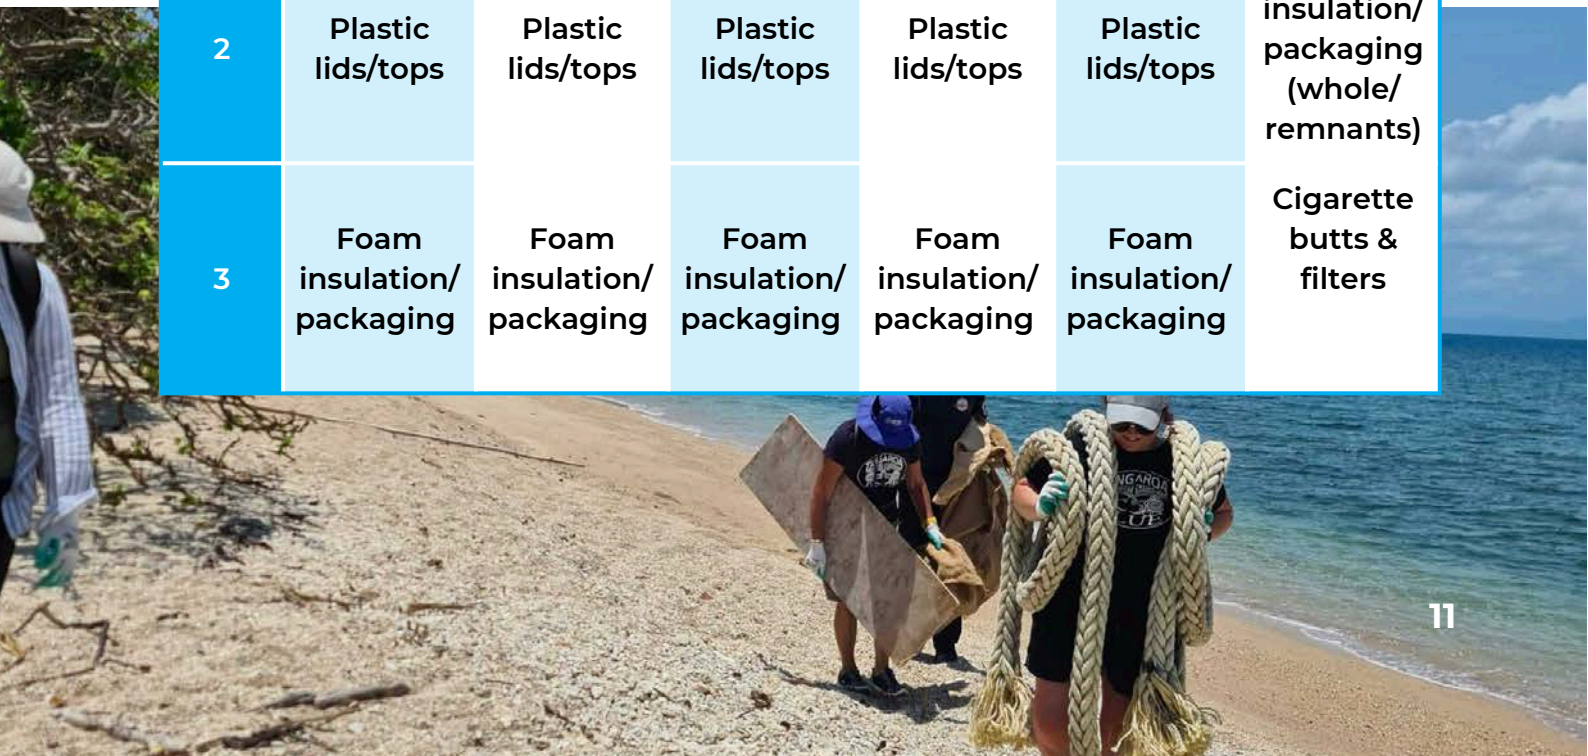 2
Plastic
lids/tops
Plastic
lids/tops
Plastic
lids/tops
Plastic
lids/tops
Plastic
lids/tops
insulation/
packaging
(whole/
remnants)
3
Foam
insulation/
packaging
Foam
insulation/
packaging
Foam
insulation/
packaging
Foam
insulation/
packaging
Foam
insulation/
packaging
Cigarette
butts &
filters
NGAROA
LUE
11